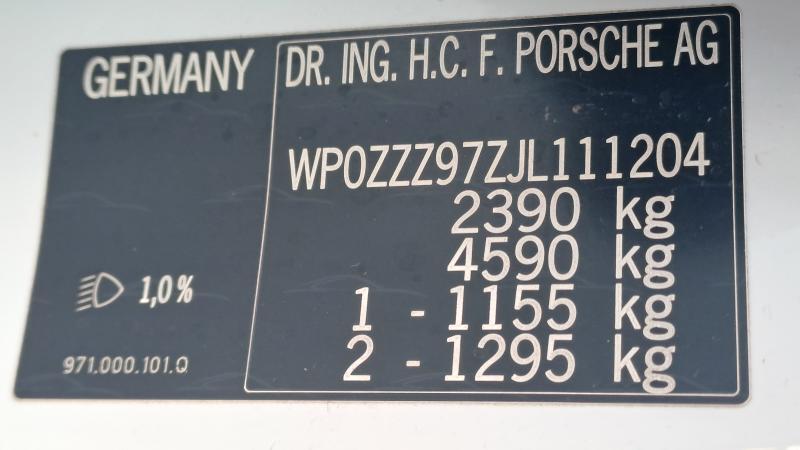 GERMANY
DR. ING. H.C. F. PORSCHE AG
WP0ZZZ97ZJL111204
2390 kg
4590 kg
1 - 1155 kg
2 - 1295 kg
1,0%
971.000.101.Q